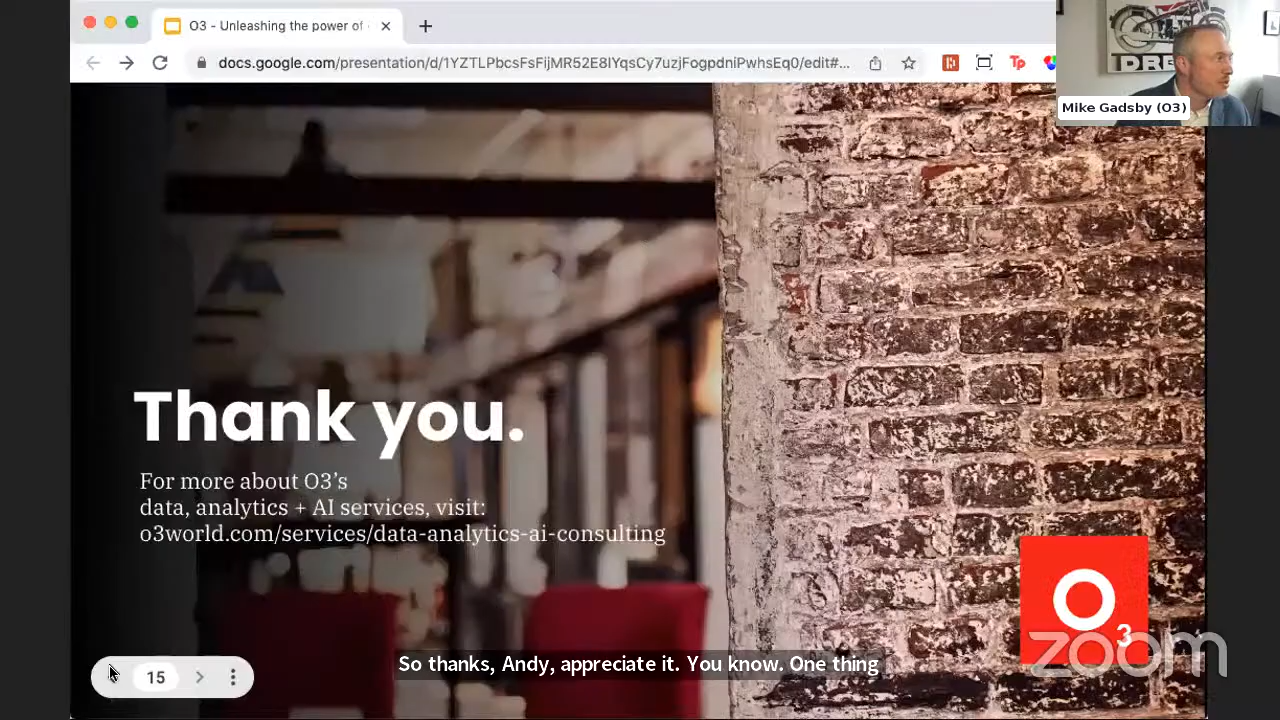 O3 - Unleashing the power of
docs.google.com/presentation/d/1YZTLPbcsFsFijMR52E8IYqsCy7uzjFogpdniPwhsEq0/edit#...
Tp
Mike Gadsby (O3)
Thank you.
For more about O3’s
data, analytics + AI services, visit:
o3world.com/services/data-analytics-ai-consulting
O3
zoom
15
So thanks, Andy, appreciate it. You know. One thing